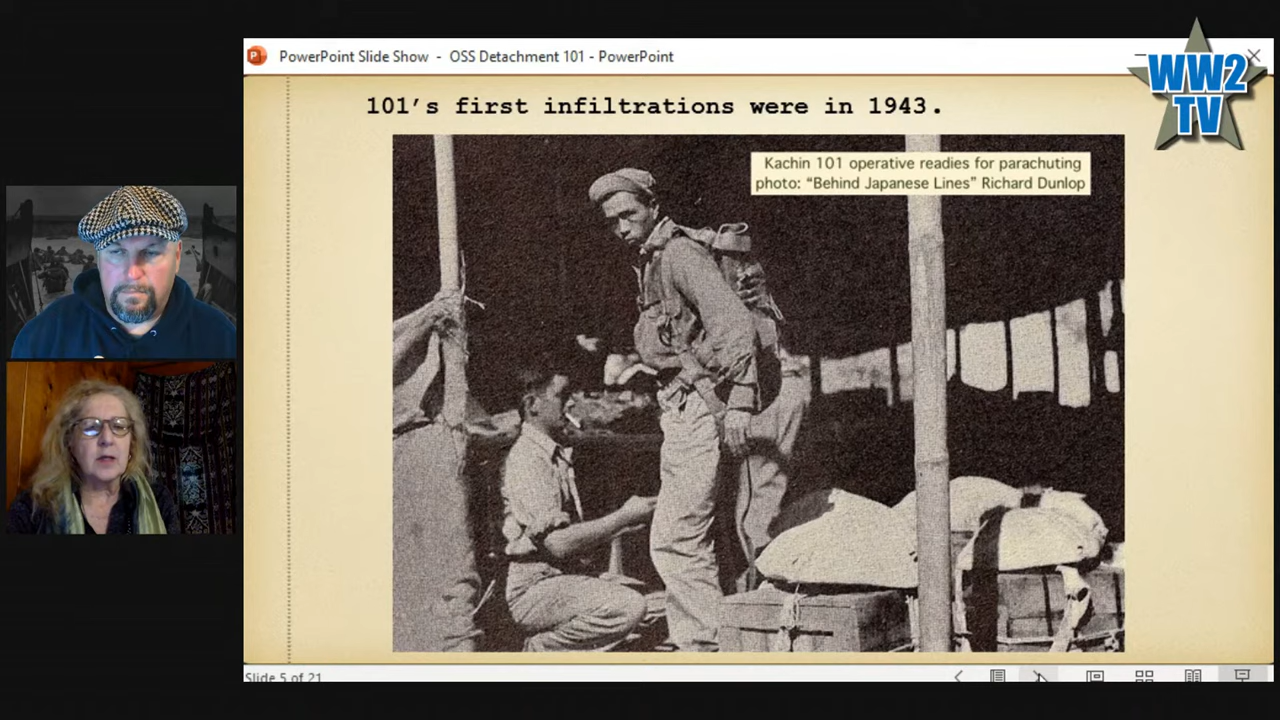 PowerPoint Slide Show - OSS Detachment 101 - PowerPoint
WW2
TV
101's first infiltrations were in 1943.
Kachin 101 operative readies for parachuting
photo: "Behind Japanese Lines" Richard Dunlop
Slide 5 of 21